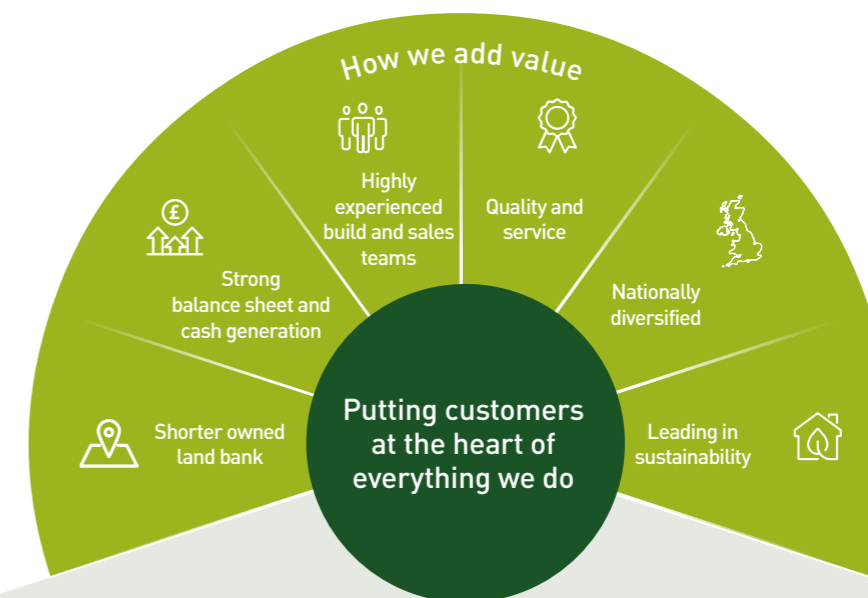 How we add value
Highly
experienced
build and sales
teams
Quality and
service
£
Strong
balance sheet and
cash generation
Nationally
diversified
Shorter owned
land bank
Putting customers
at the heart of
everything we do
Leading in
sustainability